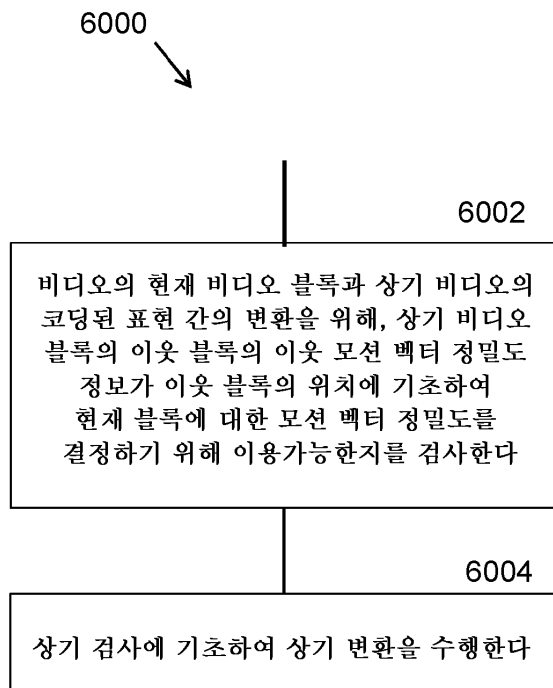 6000
6002
비디오의 현재 비디오 블록과 상기 비디오의
코딩된 표현 간의 변환을 위해, 상기 비디오
블록의 이웃 블록의 이웃 모션 벡터 정밀도
정보가 이웃 블록의 위치에 기초하여
현재 블록에 대한 모션 벡터 정밀도를
결정하기 위해 이용가능한지를 검사한다
6004
상기 검사에 기초하여 상기 변환을 수행한다